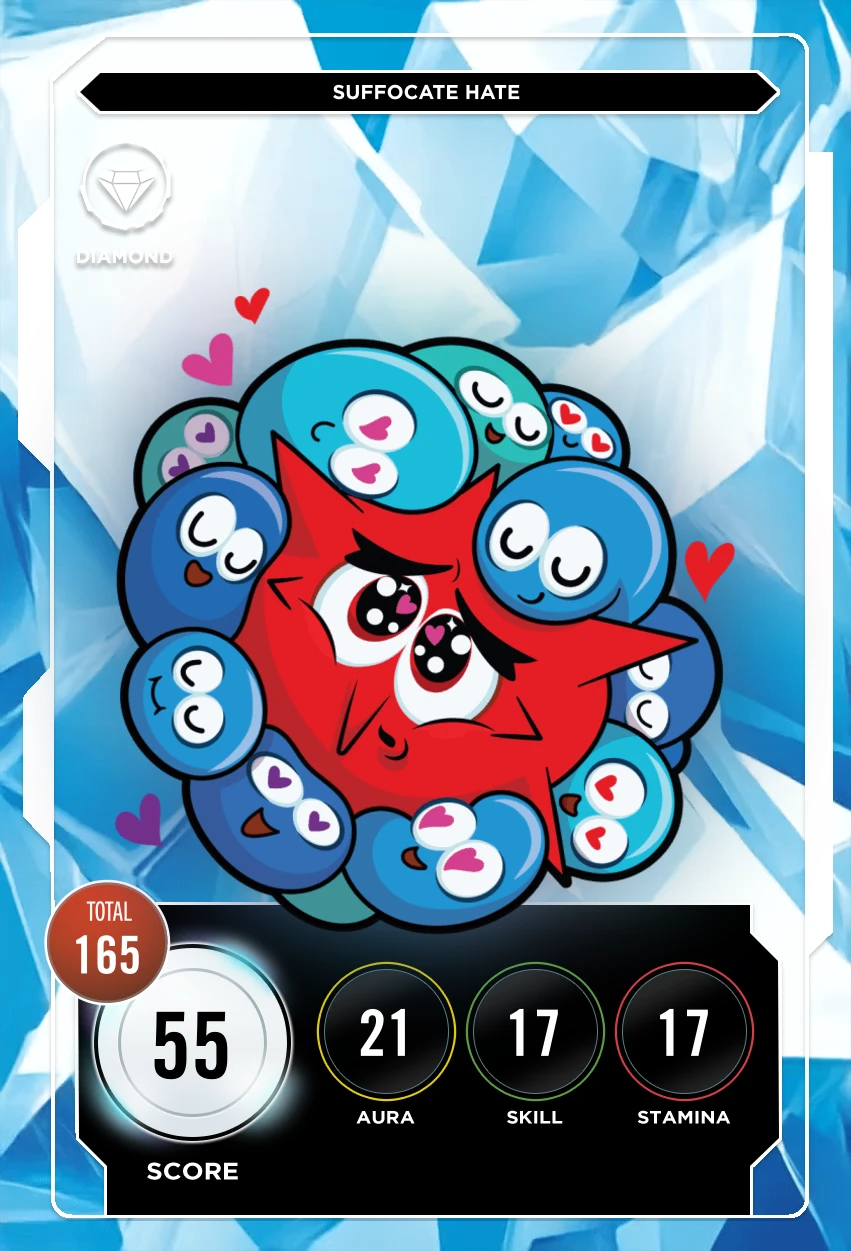 SUFFOCATE HATE
DIAMOND
TOTAL
165
55
SCORE
21
AURA
17
SKILL
17
STAMINA